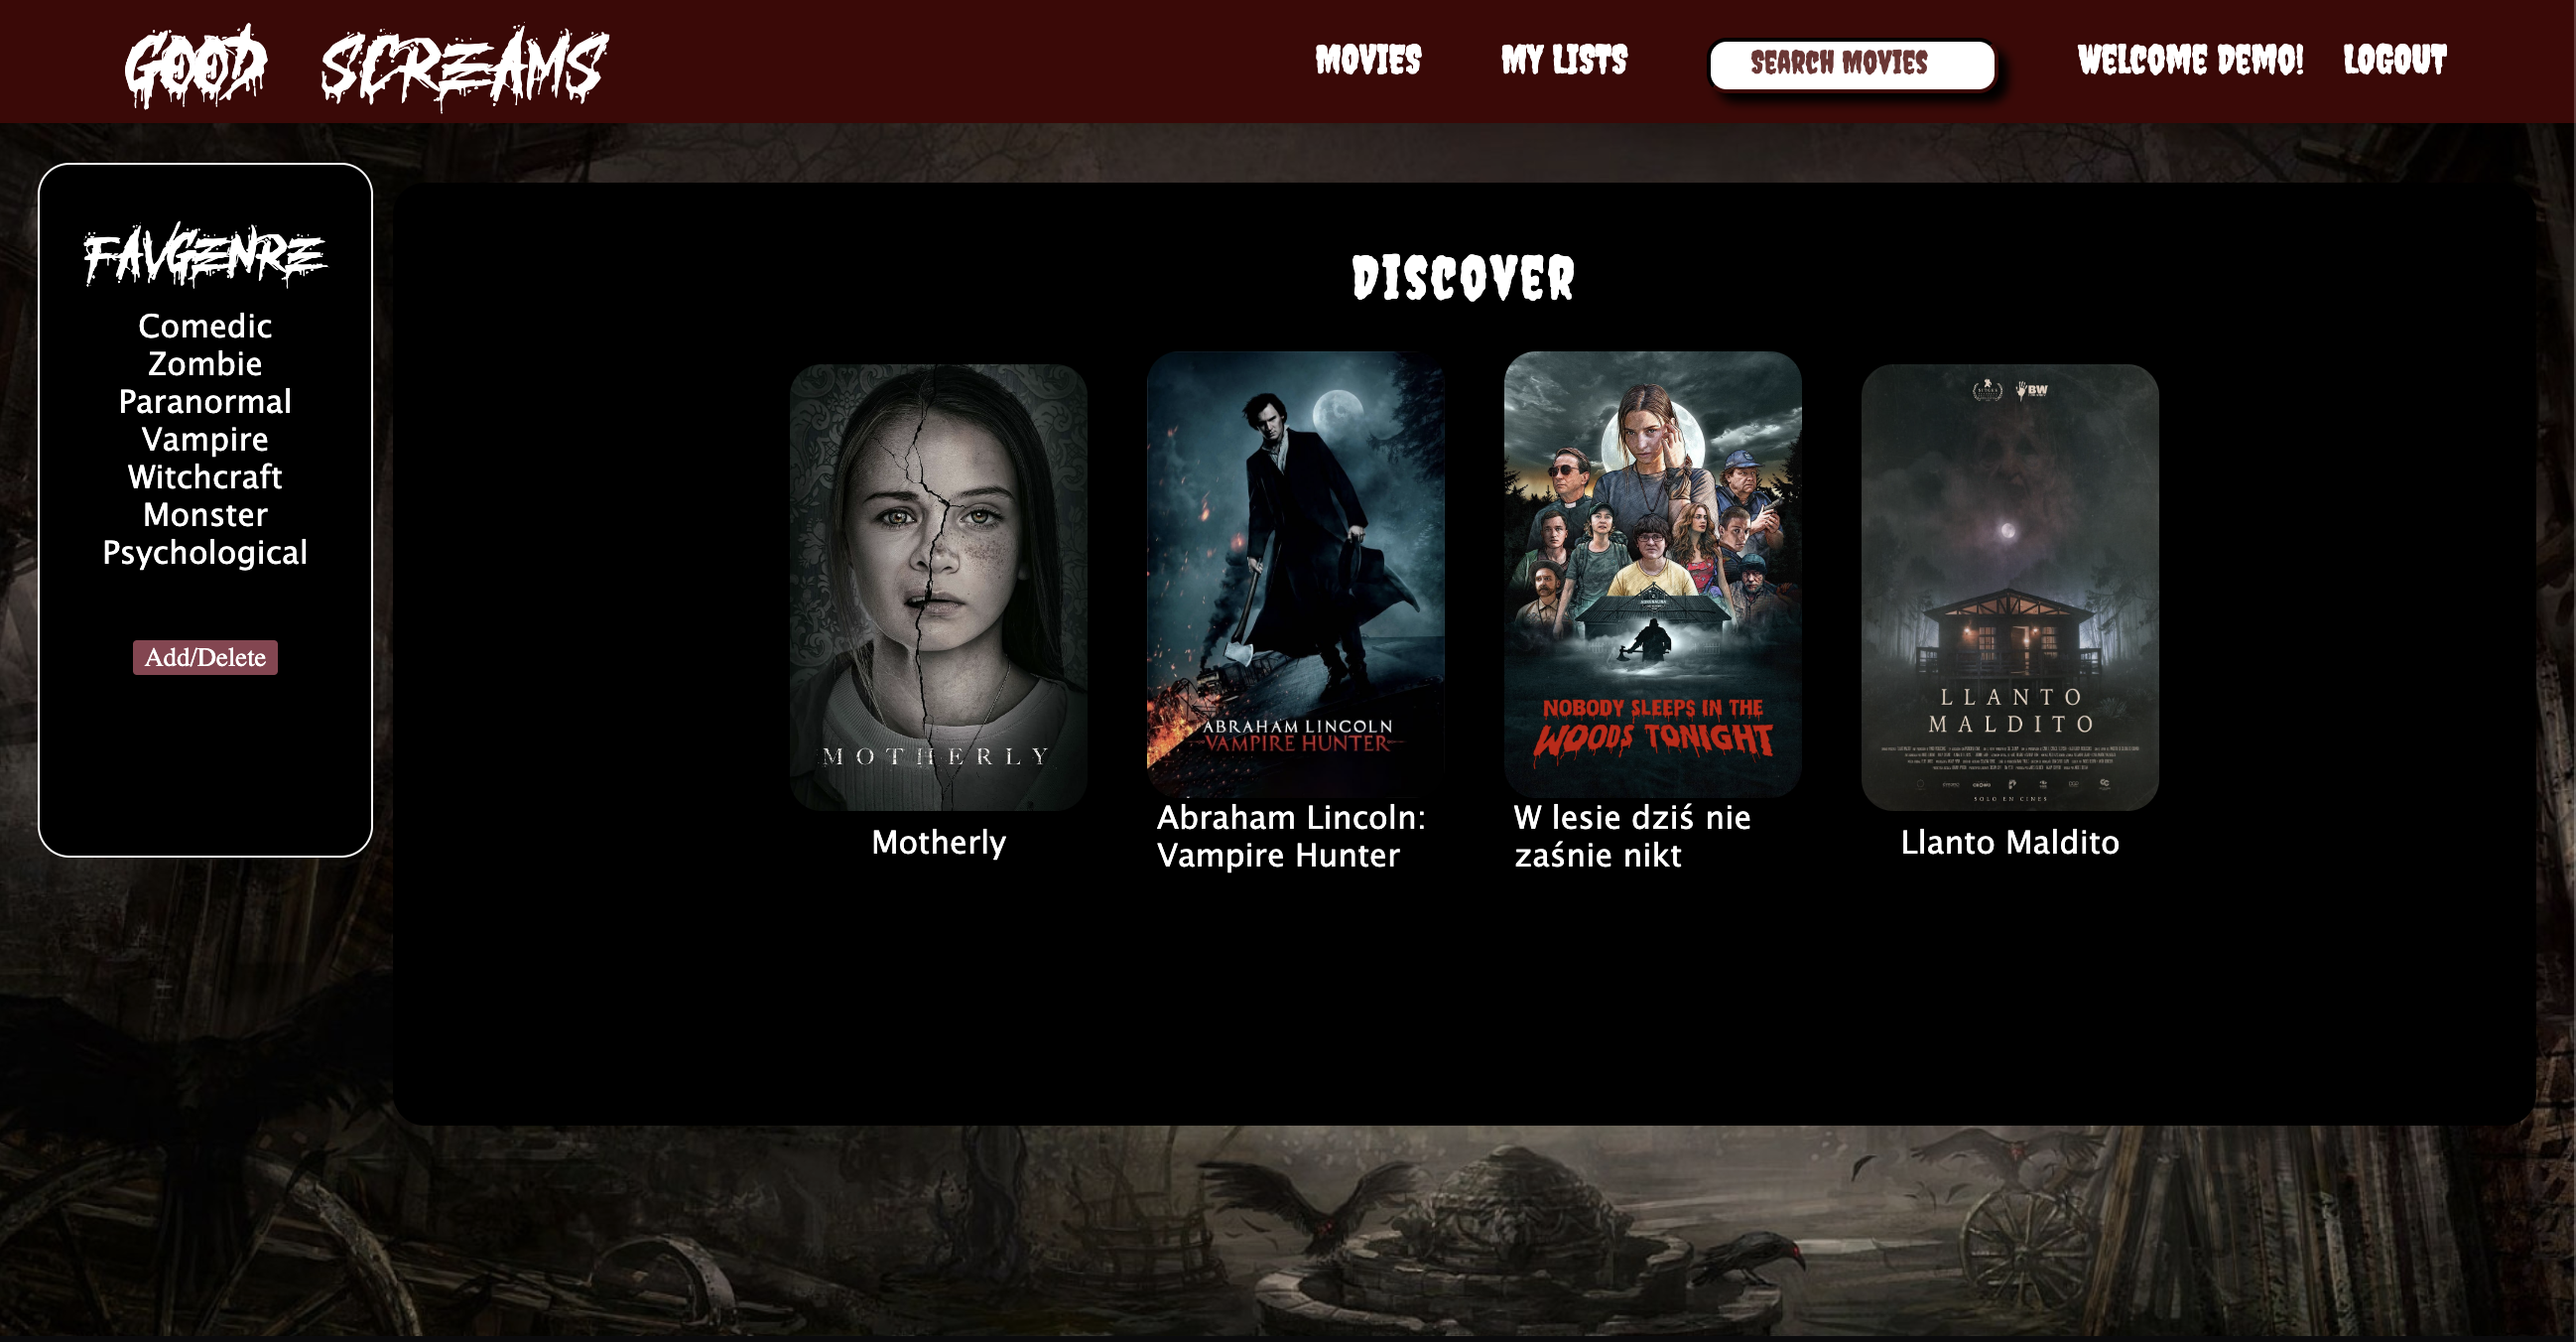 GOOD SCREAMS
MOVIES
MY LISTS
SEARCH MOVIES
WELCOME DEMO!
LOGOUT
FAVGENRE
Comedic
Zombie
Paranormal
Vampire
Witchcraft
Monster
Psychological
Add/Delete
DISCOVER
MOTHERLY
Motherly
ABRAHAM LINCOLN
VAMPIRE HUNTER
Abraham Lincoln:
Vampire Hunter
NOBODY SLEEPS IN THE
WOODS TONIGHT
W lesie dziś nie
zaśnie nikt
BW
LLANTO
MALDITO
SOLO EN CINES
Llanto Maldito